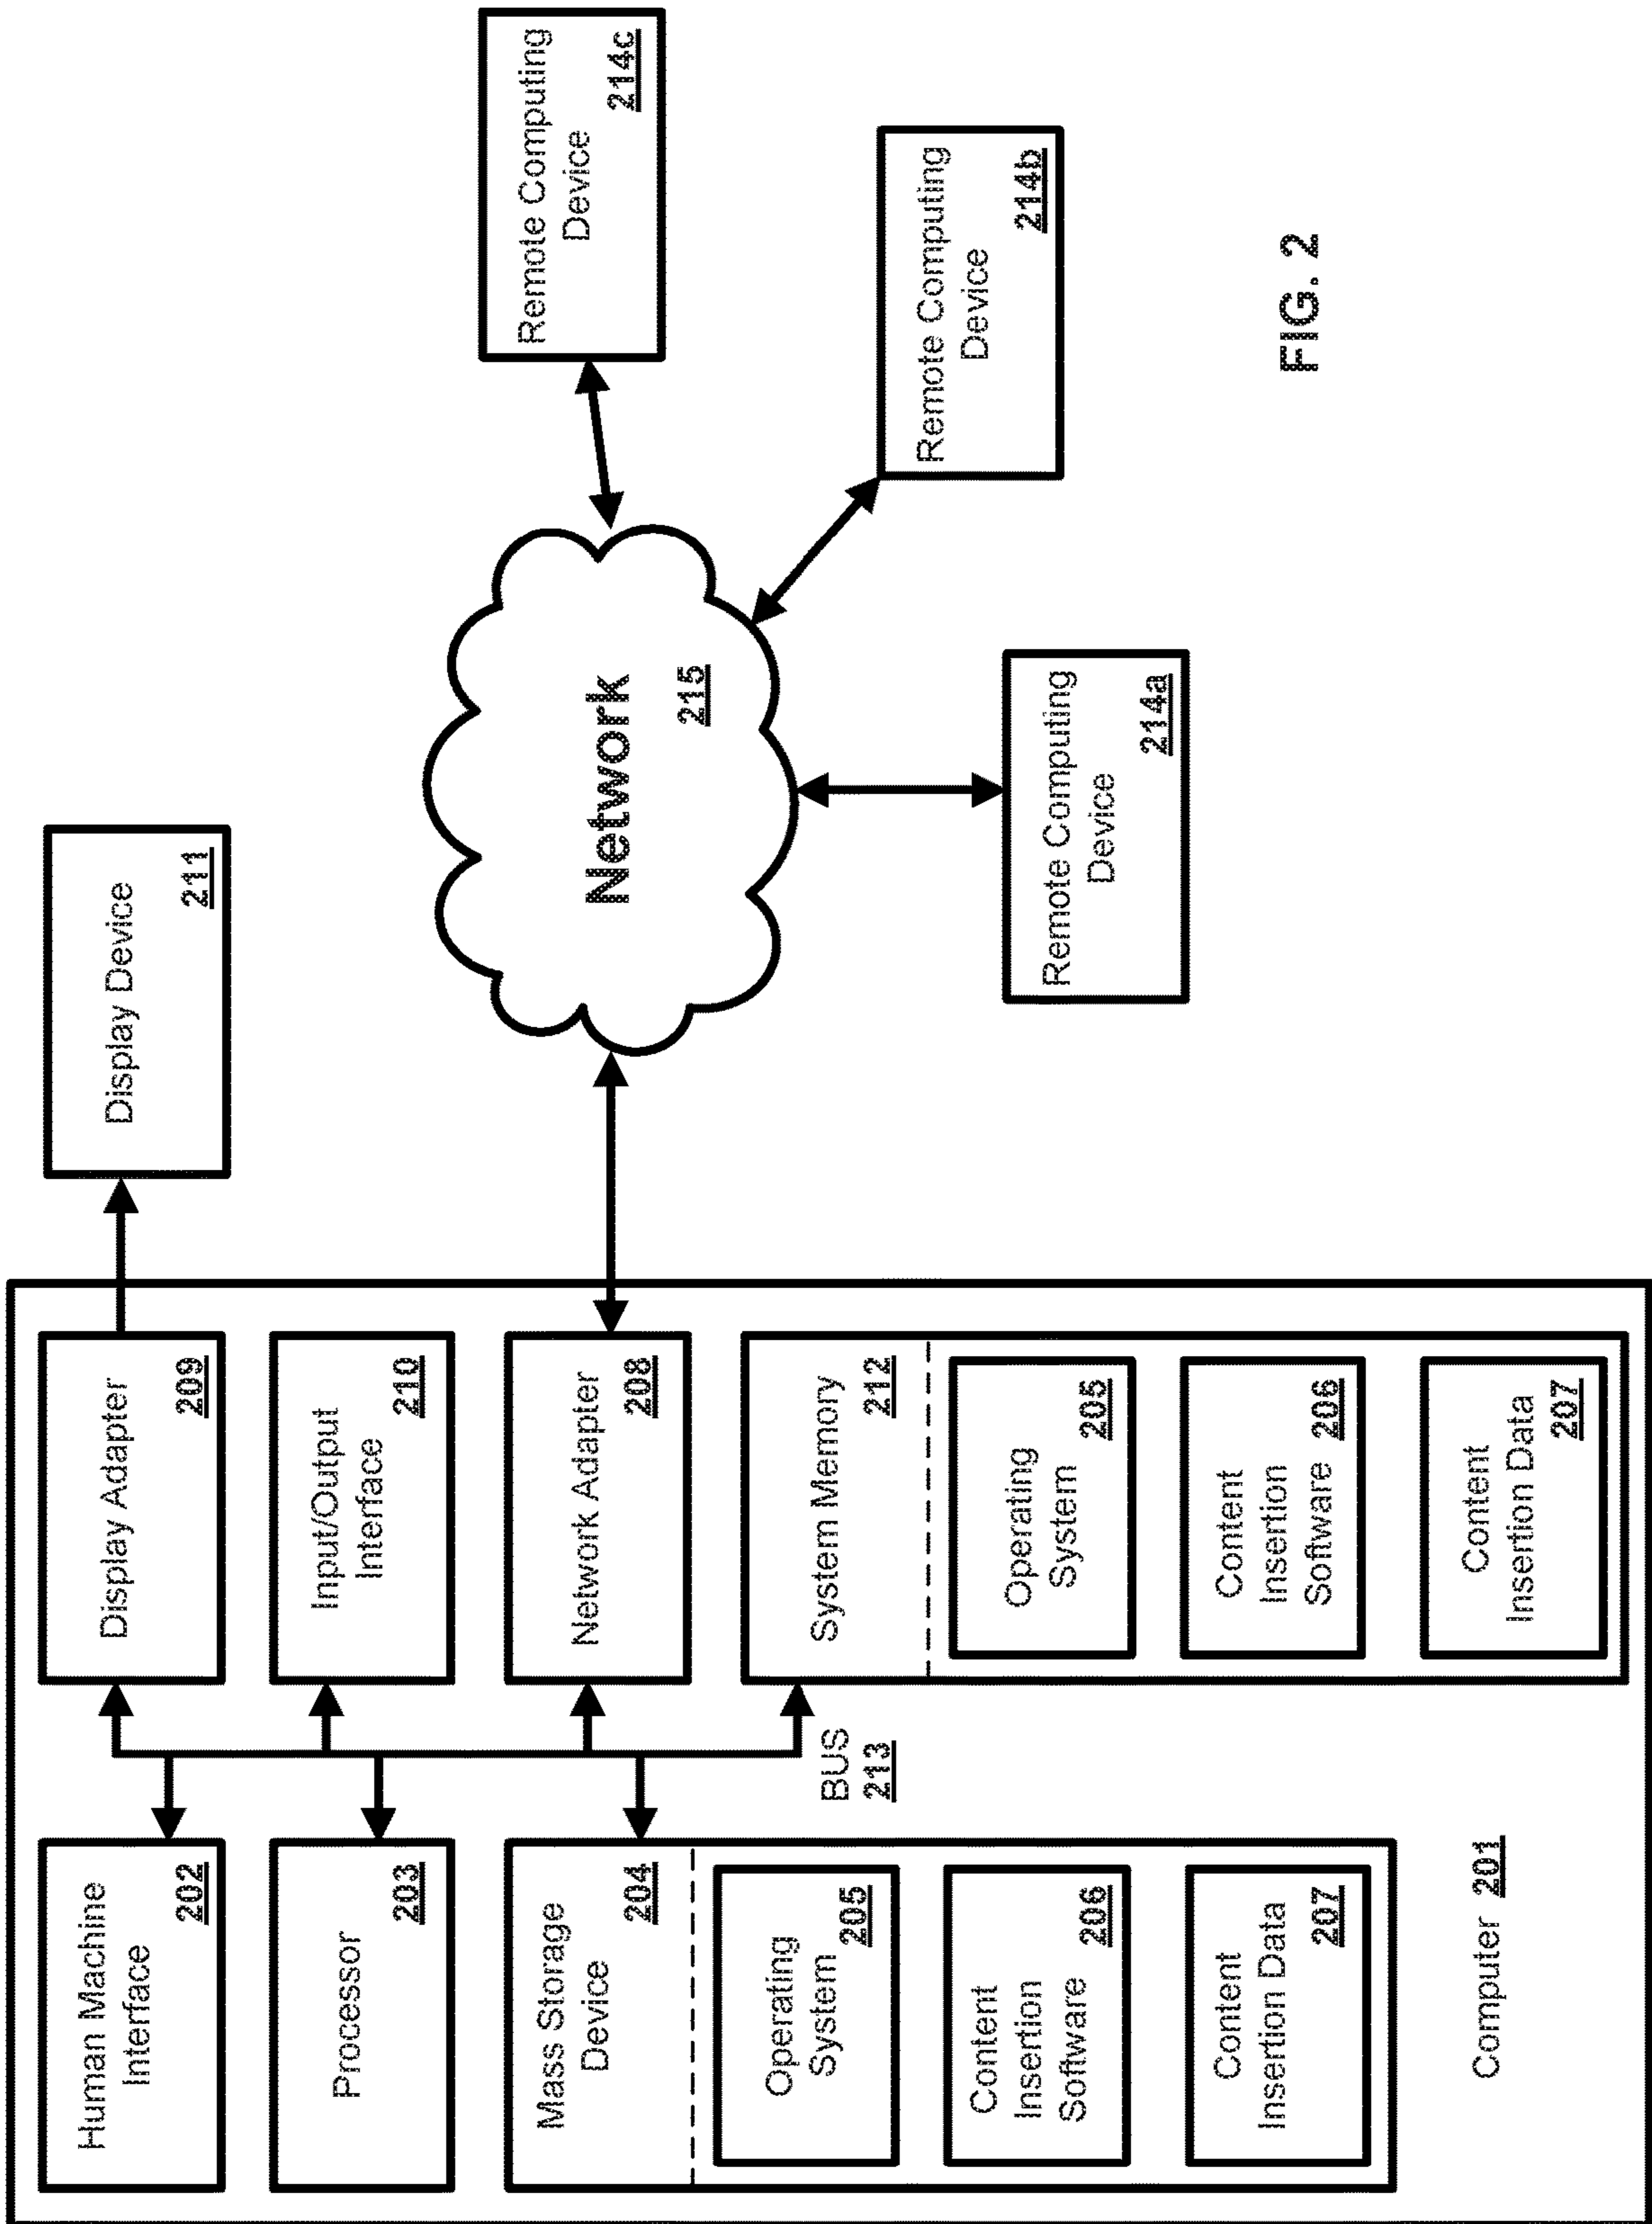 Human Machine
Interface
202
Processor
203
Mass Storage
Device
204
Operating
System
205
Content
Insertion
Software
206
Content
Insertion Data
207
Computer 201
BUS
213
Display Adapter
209
Input/Output
Interface
210
Network Adapter
208
System Memory
212
Operating
System
205
Content
Insertion
Software 206
Content
Insertion Data
207
Display Device
211
Network
215
Remote Computing
Device
214a
Remote Computing
Device
214b
Remote Computing
Device
214c
FIG. 2